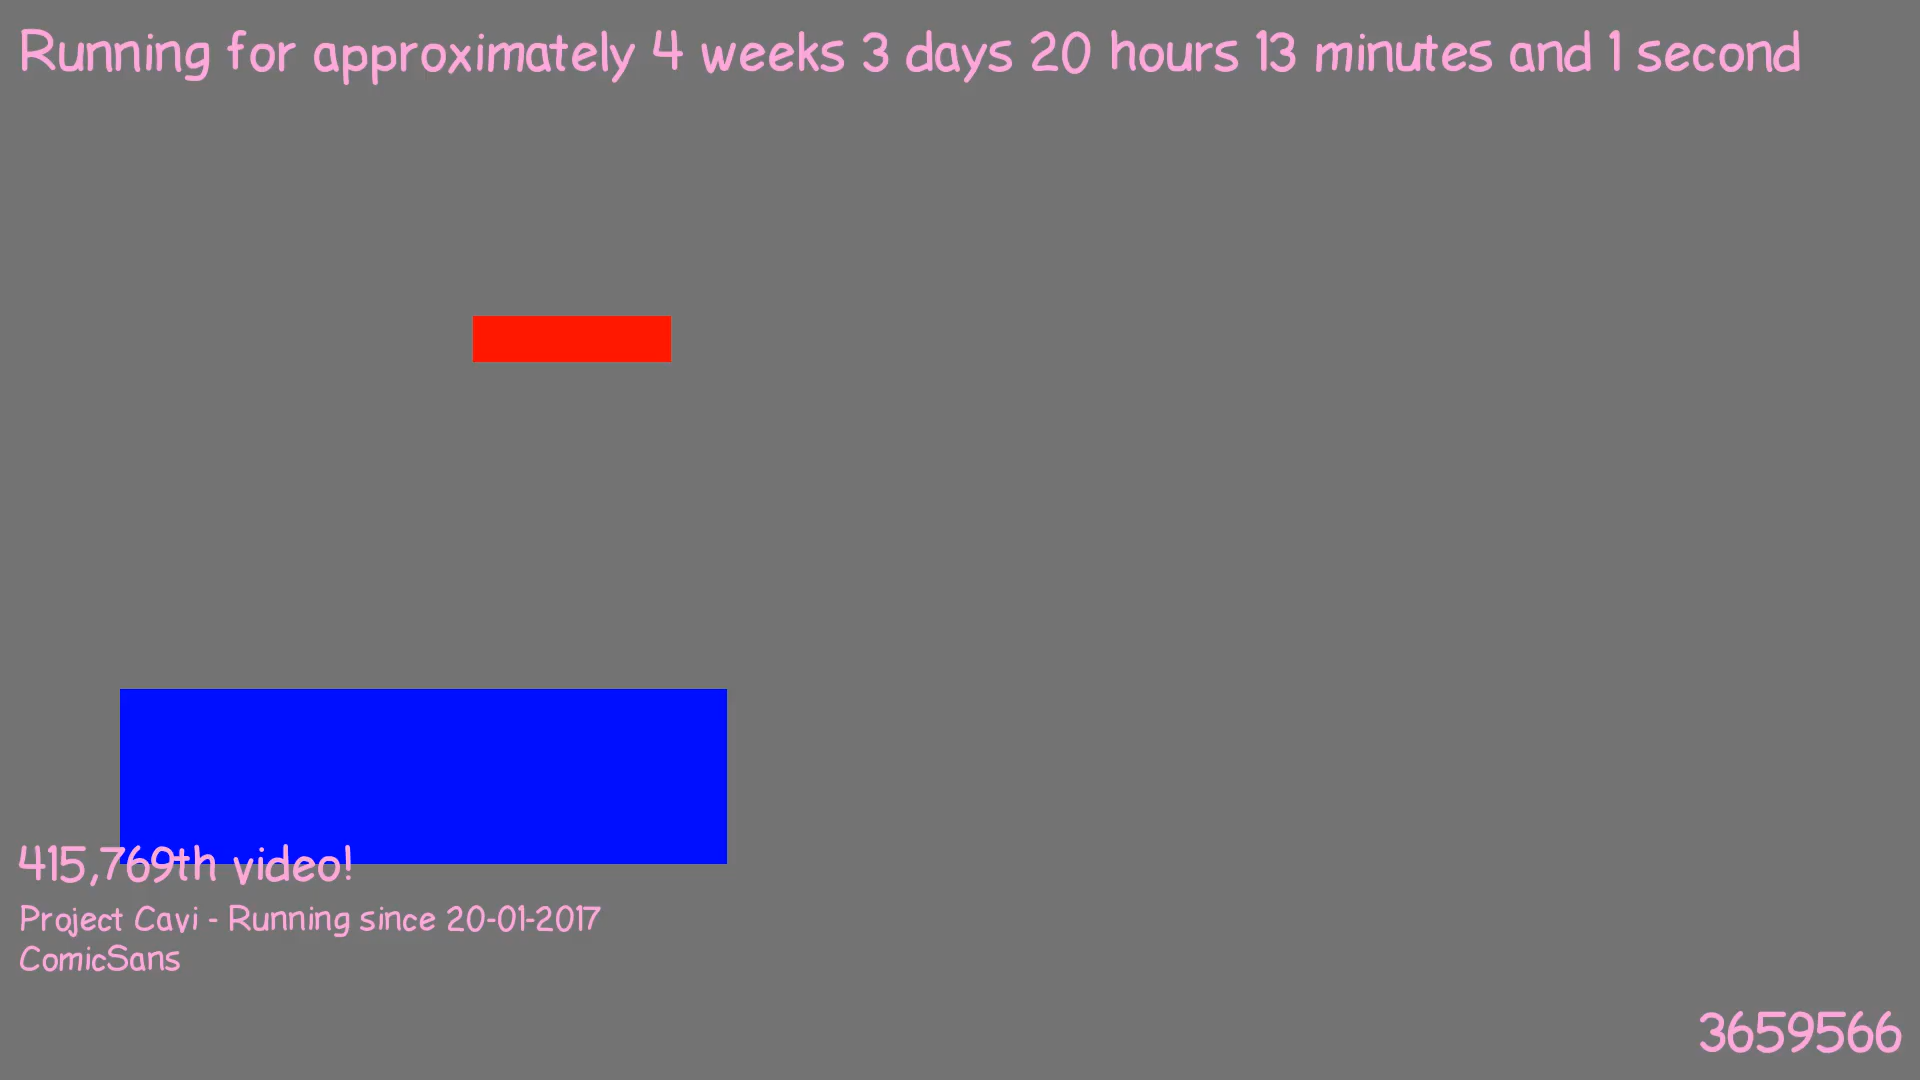 Running for approximately 4 weeks 3 days 20 hours 13 minutes and 1 second
415,769th video!
Project Cavi - Running since 20-01-2017
ComicSans
3659566